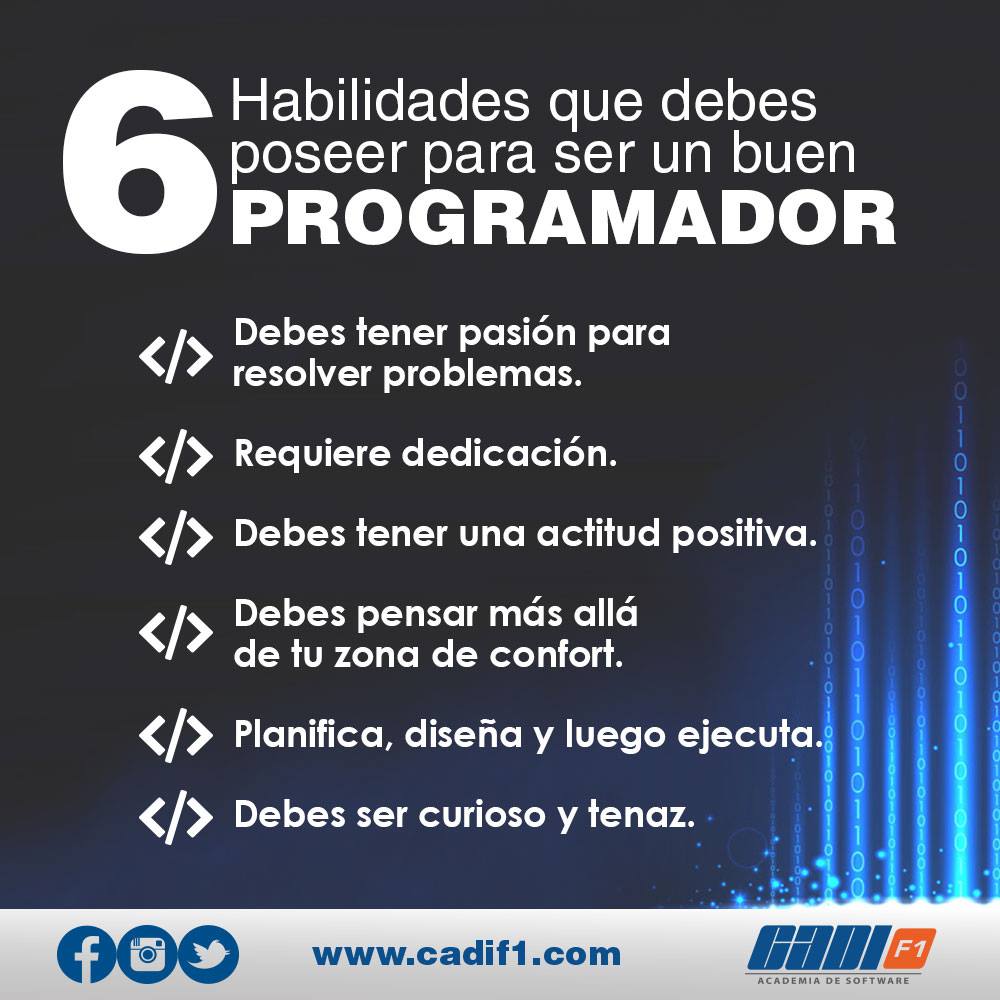 6
Habilidades que debes
poseer para ser un buen
PROGRAMADOR
</> Debes tener pasión para
resolver problemas.
</> Requiere dedicación.
</> Debes tener una actitud positiva.
</> Debes pensar más allá
de tu zona de confort.
</> Planifica, diseña y luego ejecuta.
</> Debes ser curioso y tenaz.
www.cadif1.com
CADI F1
ACADEMIA DE SOFTWARE